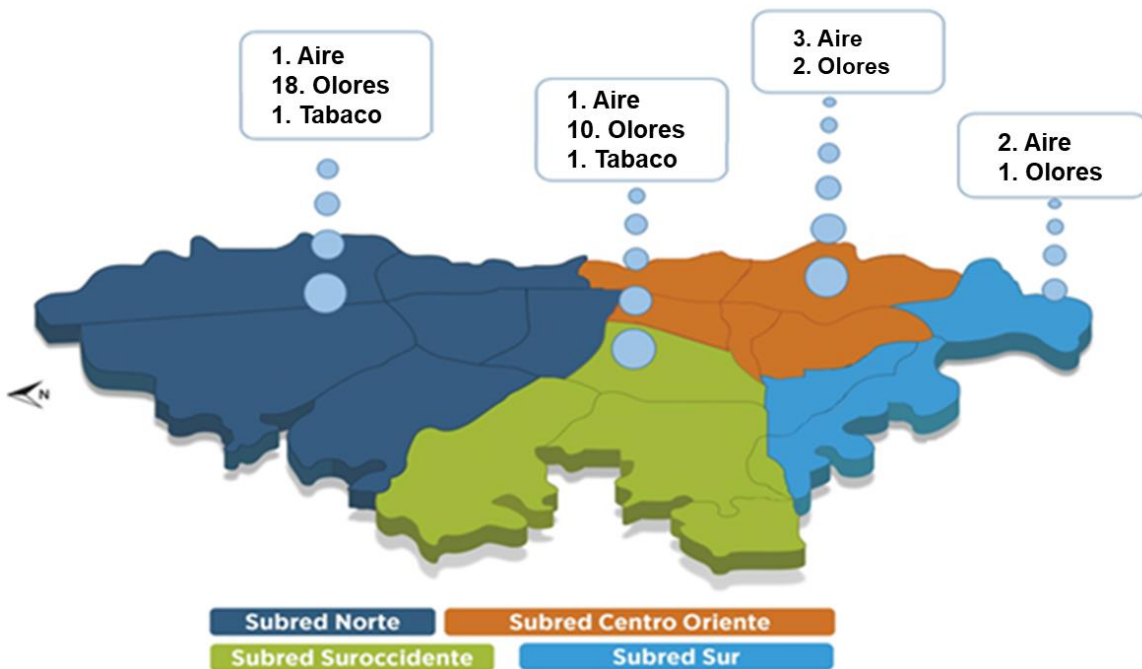 1. Aire
18. Olores
1. Tabaco
1. Aire
10. Olores
1. Tabaco
3. Aire
2. Olores
2. Aire
1. Olores
N
Subred Norte
Subred Centro Oriente
Subred Suroccidente
Subred Sur